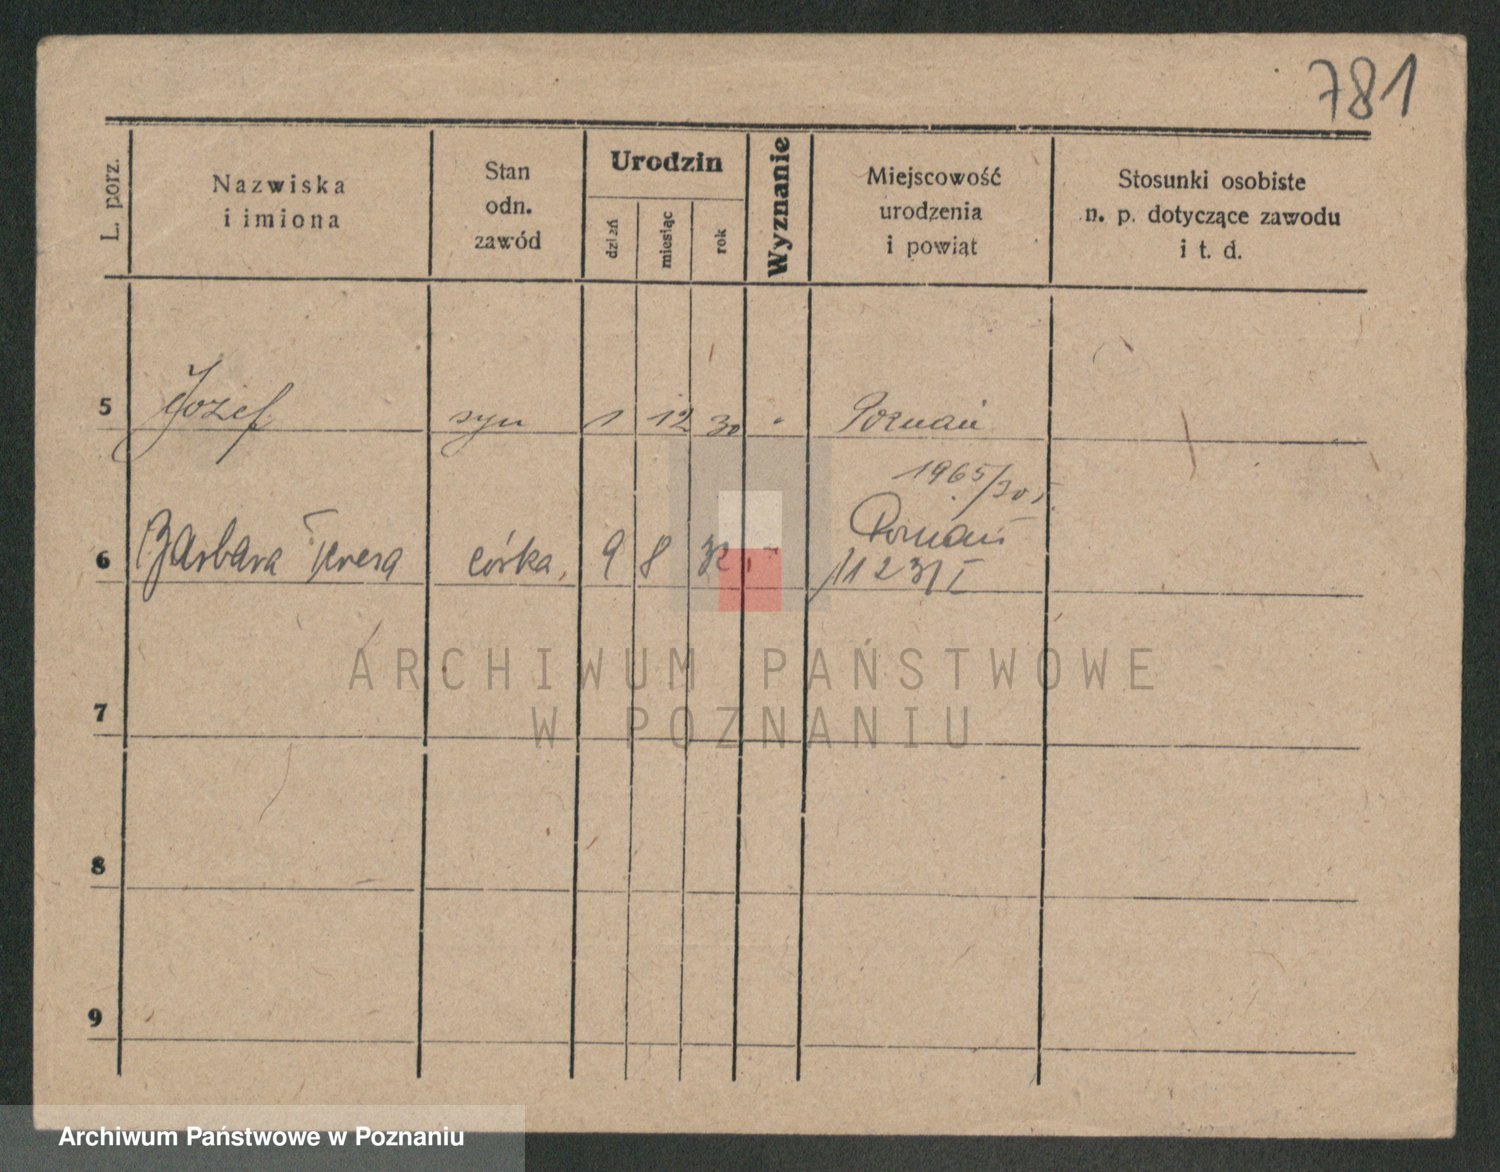 781
L. porz.
Nazwiska
i imiona
Stan
odn.
zawód
Urodzin
dzień
miesiąc
rok
Wyznanie
Miejscowość
urodzenia
i powiat
Stosunki osobiste
n. p. dotyczące zawodu
i t. d.
5 Józef syn 1 12 30 " Poznań
1965/30
6 Barbara Teresa córka 9 8 32 " Poznań
1123/I
7
8
9
ARCHIWUM PAŃSTWOWE
W POZNANIU
Archiwum Państwowe w Poznaniu